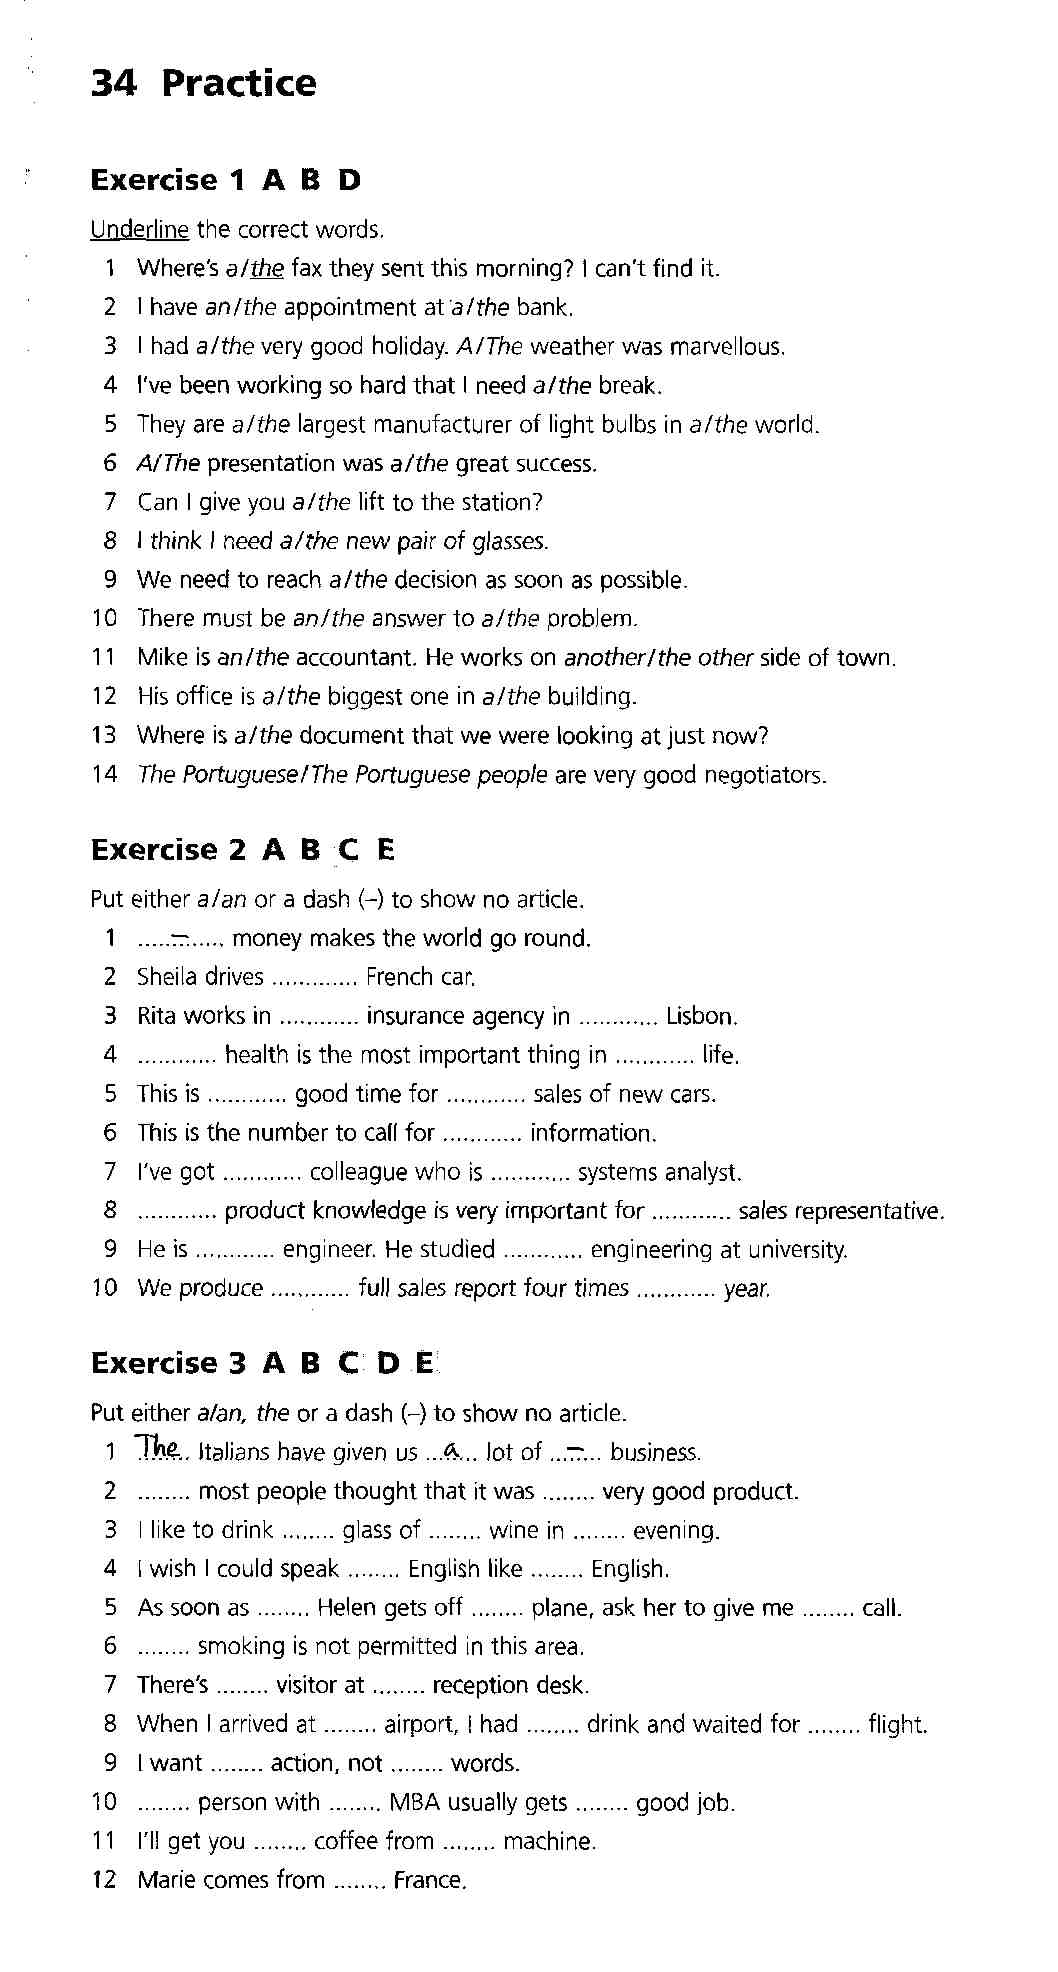 34 Practice
Exercise 1 A B D
Underline the correct words.
1 Where's a/the fax they sent this morning? I can't find it.
2 I have an/the appointment at a/the bank.
3 I had a/the very good holiday. A/The weather was marvellous.
4 I've been working so hard that I need a/the break.
5 They are a/the largest manufacturer of light bulbs in a/the world.
6 A/The presentation was a/the great success.
7 Can I give you a/the lift to the station?
8 I think I need a/the new pair of glasses.
9 We need to reach a/the decision as soon as possible.
10 There must be an/the answer to a/the problem.
11 Mike is an/the accountant. He works on another/the other side of town.
12 His office is a/the biggest one in a/the building.
13 Where is a/the document that we were looking at just now?
14 The Portuguese/The Portuguese people are very good negotiators.
Exercise 2 A B C E
Put either a/an or a dash (–) to show no article.
1 .....–..... money makes the world go round.
2 Sheila drives ............. French car.
3 Rita works in ............ insurance agency in ............ Lisbon.
4 ............ health is the most important thing in ............ life.
5 This is ............ good time for ............ sales of new cars.
6 This is the number to call for ............ information.
7 I've got ............ colleague who is ............ systems analyst.
8 ............ product knowledge is very important for ............ sales representative.
9 He is ............ engineer. He studied ............ engineering at university.
10 We produce ............ full sales report four times ............ year.
Exercise 3 A B C D E
Put either a/an, the or a dash (–) to show no article.
1 .The.. Italians have given us ...a... lot of ...–... business.
2 ........ most people thought that it was ........ very good product.
3 I like to drink ........ glass of ........ wine in ........ evening.
4 I wish I could speak ........ English like ........ English.
5 As soon as ........ Helen gets off ........ plane, ask her to give me ........ call.
6 ........ smoking is not permitted in this area.
7 There's ........ visitor at ........ reception desk.
8 When I arrived at ........ airport, I had ........ drink and waited for ........ flight.
9 I want ........ action, not ........ words.
10 ........ person with ........ MBA usually gets ........ good job.
11 I'll get you ........ coffee from ........ machine.
12 Marie comes from ........ France.